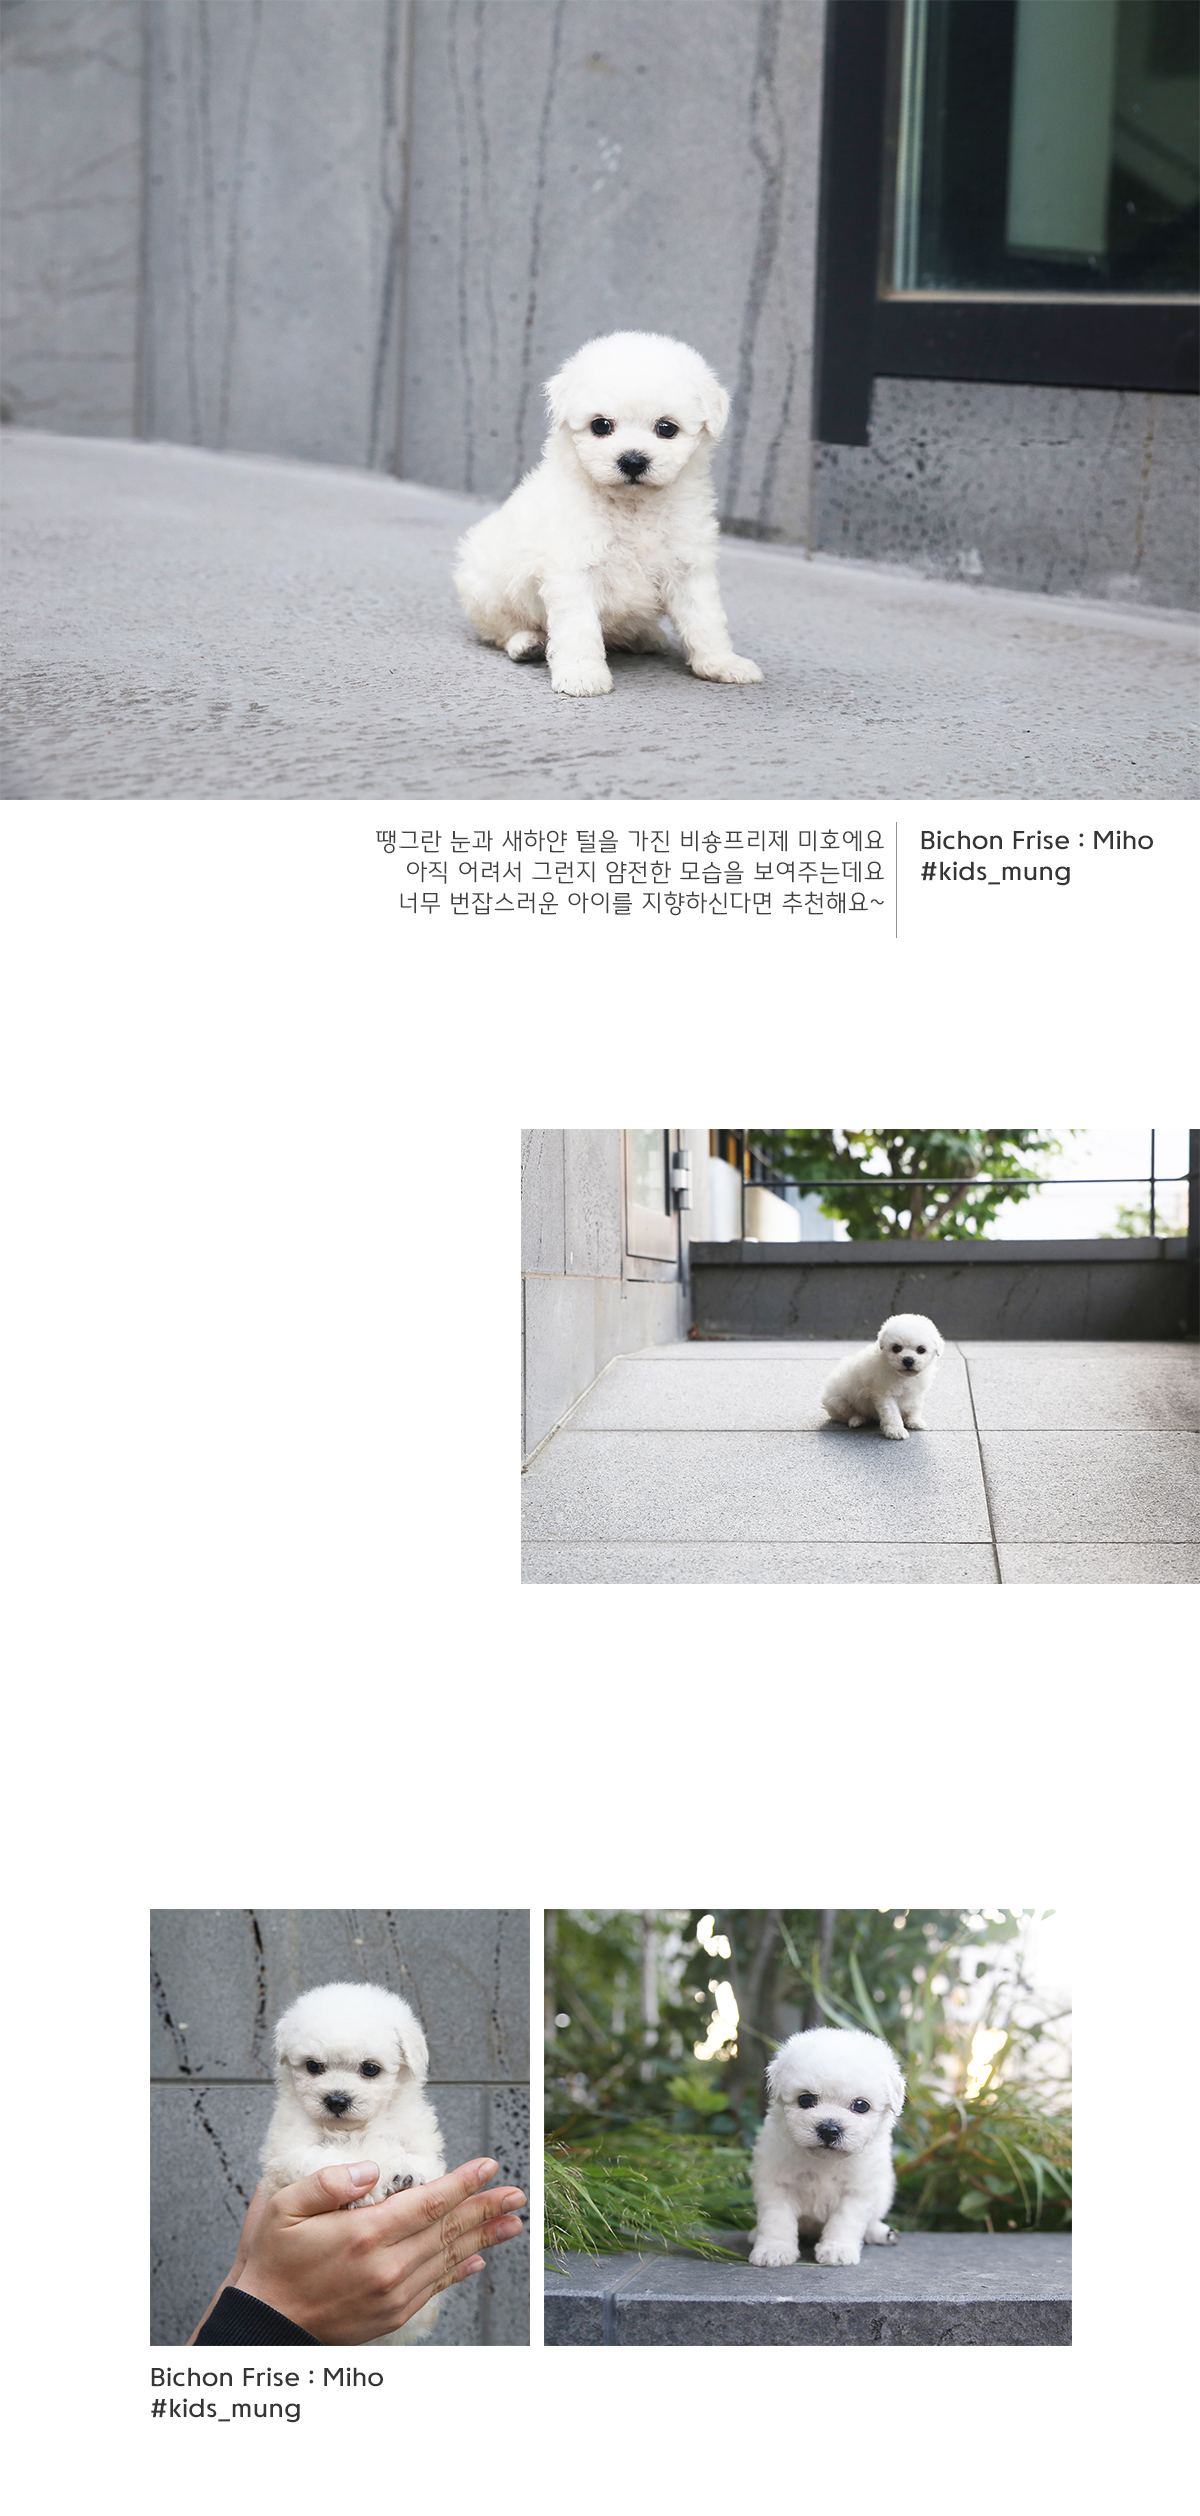 땡그란 눈과 새하얀 털을 가진 비숑프리제 미호에요
아직 어려서 그런지 얌전한 모습을 보여주는데요
너무 번잡스러운 아이를 지향하신다면 추천해요~
Bichon Frise : Miho
#kids_mung
Bichon Frise : Miho
#kids_mung